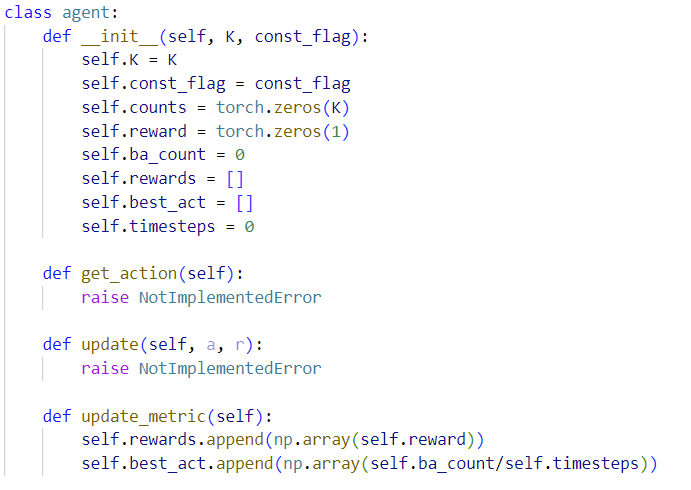 class agent:
    def __init__(self, K, const_flag):
        self.K = K
        self.const_flag = const_flag
        self.counts = torch.zeros(K)
        self.reward = torch.zeros(1)
        self.ba_count = 0
        self.rewards = []
        self.best_act = []
        self.timesteps = 0

    def get_action(self):
        raise NotImplementedError

    def update(self, a, r):
        raise NotImplementedError

    def update_metric(self):
        self.rewards.append(np.array(self.reward))
        self.best_act.append(np.array(self.ba_count/self.timesteps))